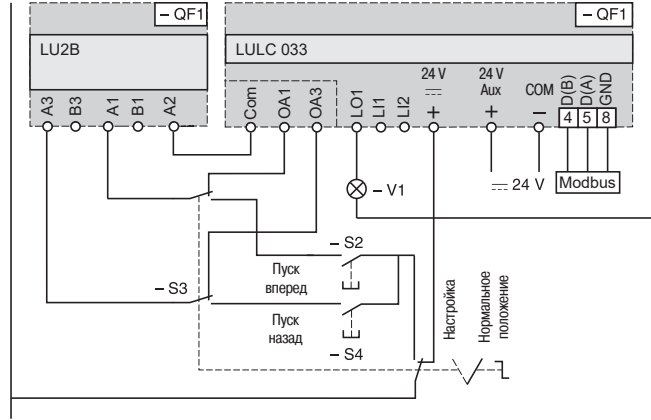 – QF1
– QF1
LU2B
LULC 033
A3
B3
A1
B1
A2
Com
OA1
OA3
LO1
LI1
LI2
24 V
+
24 V
Aux
+
COM
–
D(B)
D(A)
GND
4
5
8
24 V
Modbus
– V1
– S2
Пуск
вперед
– S3
Пуск
назад
– S4
Настройка
Нормальное
положение